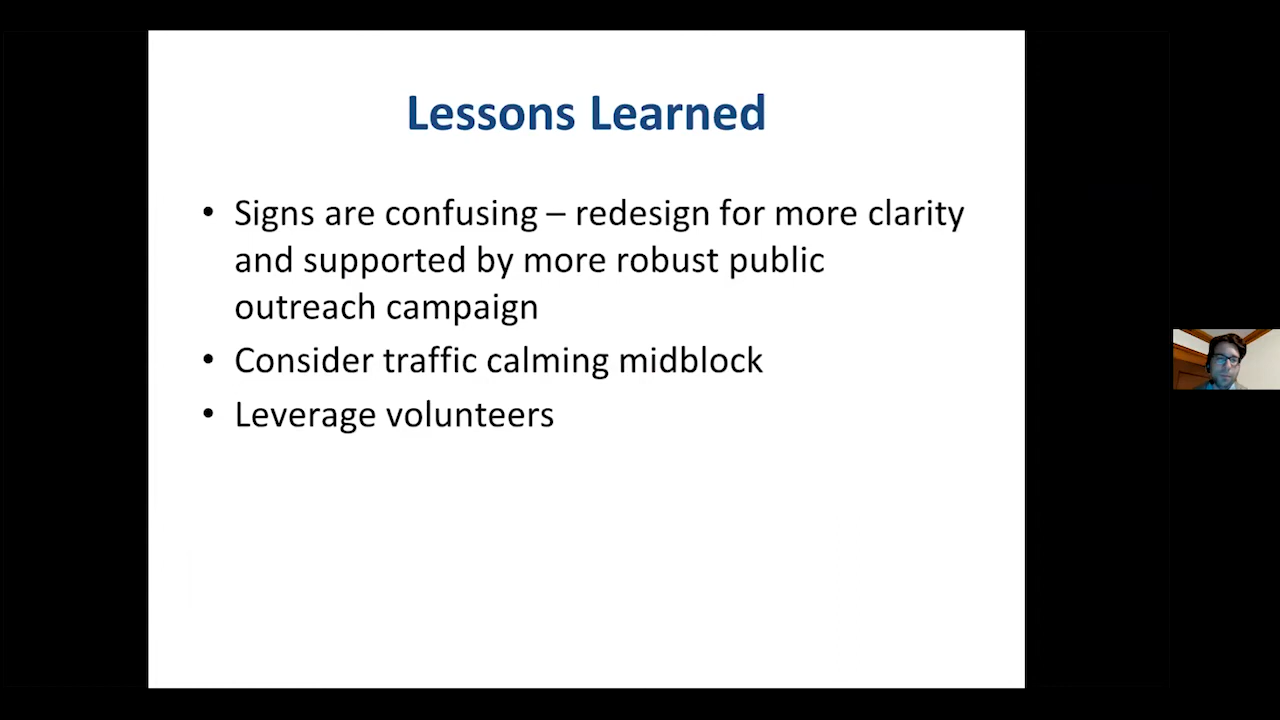 Lessons Learned
• Signs are confusing – redesign for more clarity
and supported by more robust public
outreach campaign
• Consider traffic calming midblock
• Leverage volunteers